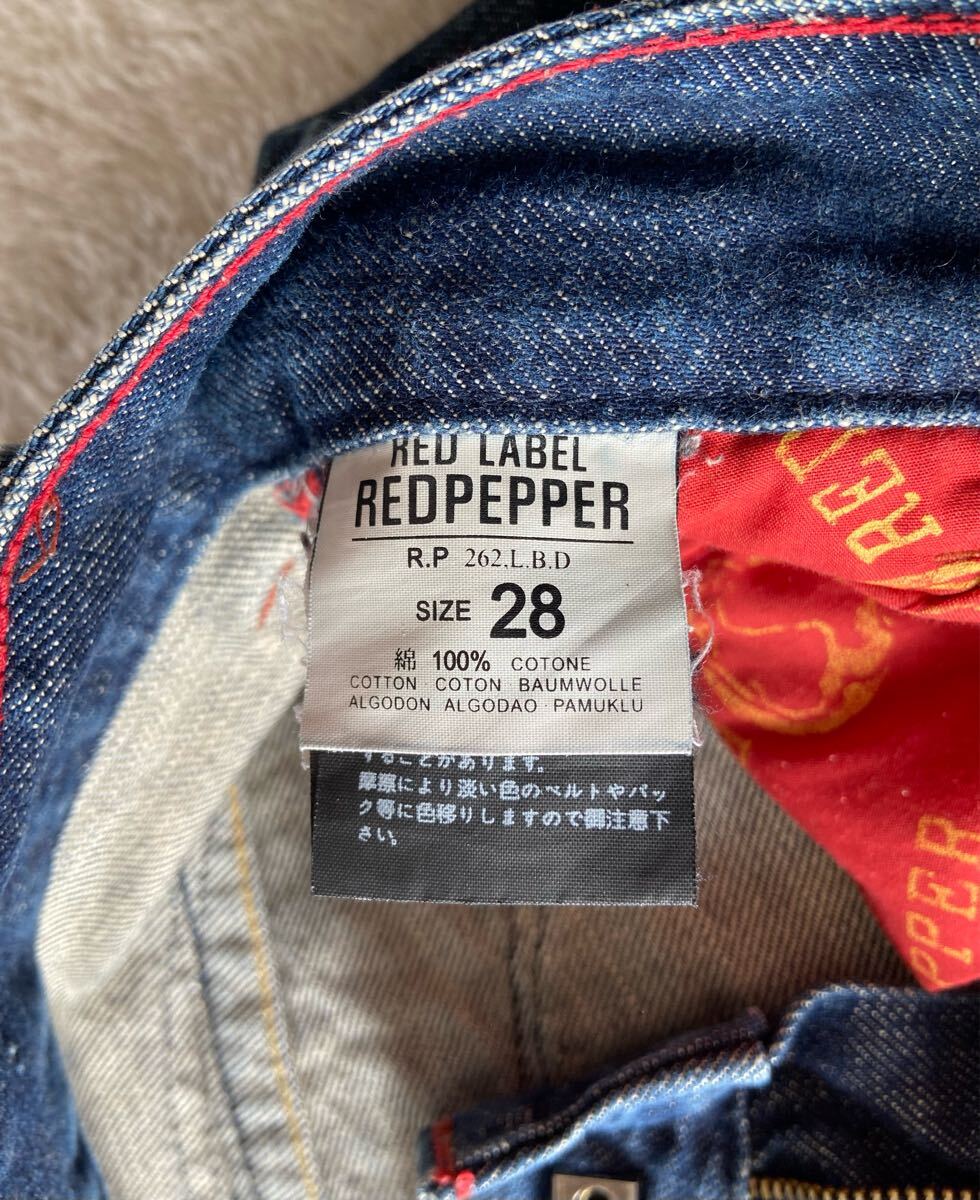 RED LABEL
REDPEPPER
R.P 262.L.B.D
SIZE 28
綿 100% COTONE
COTTON COTON BAUMWOLLE
ALGODON ALGODAO PAMUKLU
することがあります。
摩擦により淡い色のベルトやバッ
ク等に色移りしますので御注意下
さい。
RED
PPER